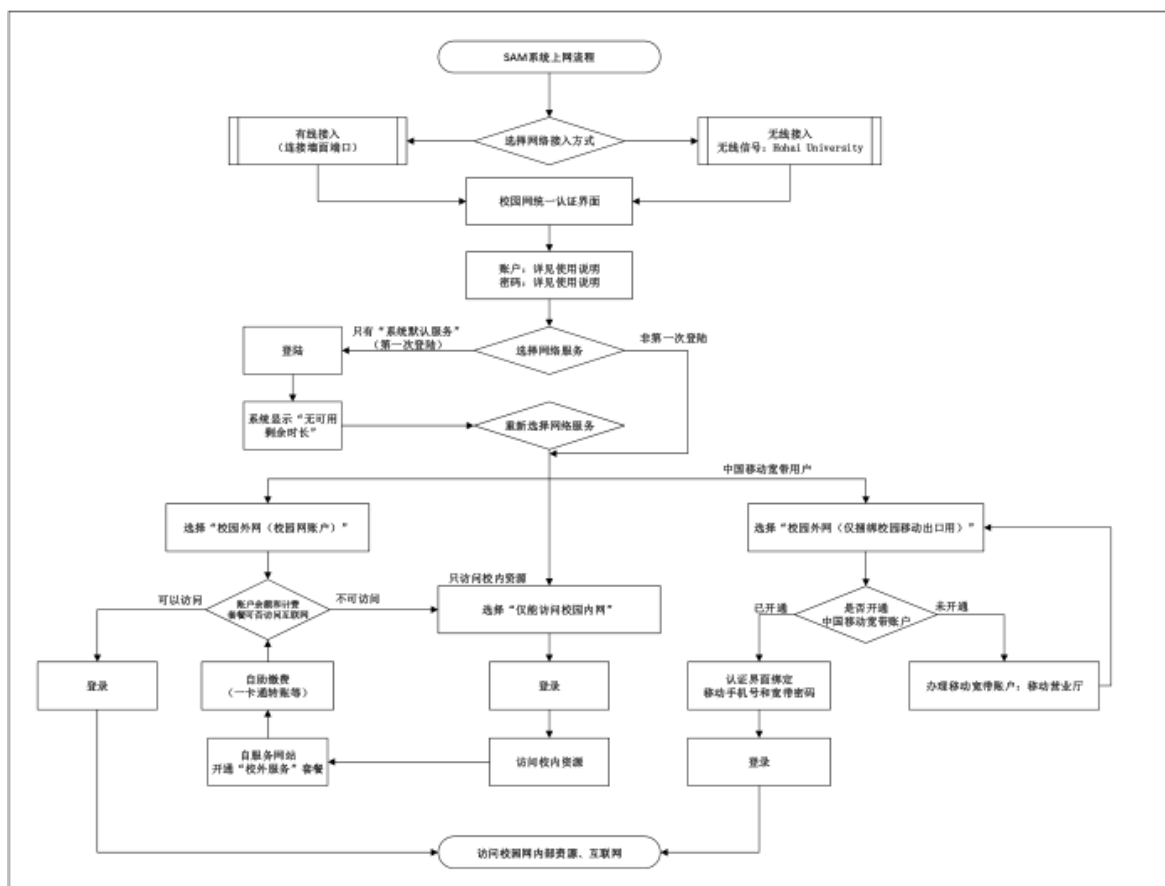 SAM系统上网流程
选择网络接入方式
有线接入
（连接墙面端口）
无线接入
无线信号：Hohai University
校园网统一认证界面
账户：详见使用说明
密码：详见使用说明
选择网络服务
只有“系统默认服务”
（第一次登陆）
非第一次登陆
登陆
系统显示“无可用
剩余时长”
重新选择网络服务
中国移动宽带用户
选择“校园外网（校园网账户）”
选择“校园外网（仅捆绑校园移动出口用）”
只访问校内资源
可以访问
账户余额和计费
套餐可否访问互联网
不可访问
选择“仅能访问校园内网”
已开通
是否开通
中国移动宽带账户
未开通
登录
自助缴费
（一卡通转账等）
登录
认证界面绑定
移动手机号和宽带密码
办理移动宽带账户：移动营业厅
自服务网站
开通“校外服务”套餐
访问校内资源
登录
访问校园网内部资源、互联网